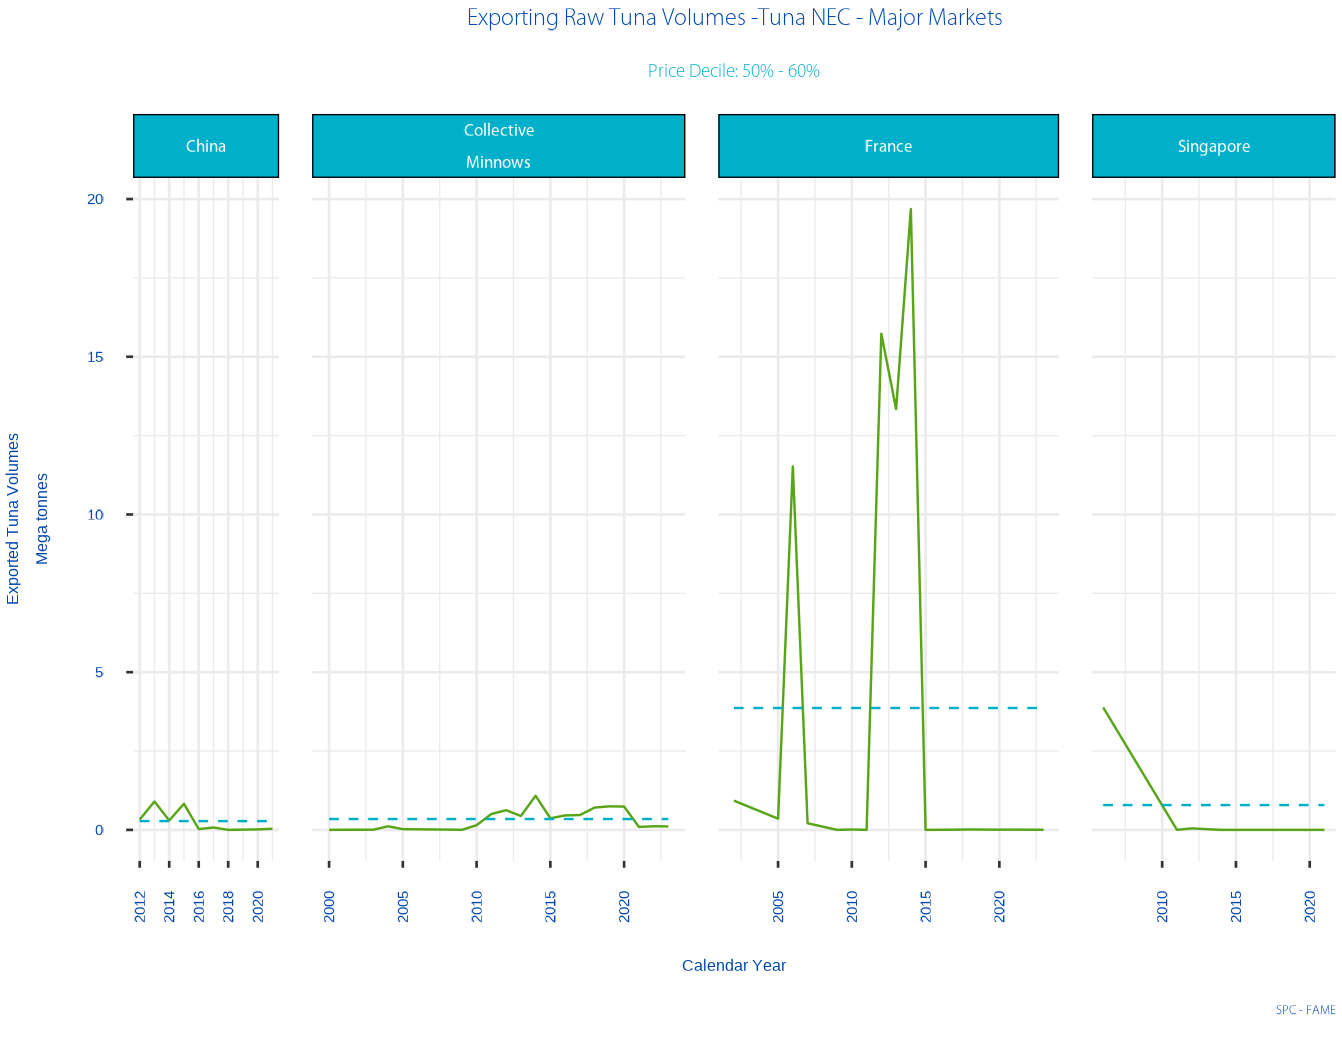 Exporting Raw Tuna Volumes -Tuna NEC - Major Markets
Price Decile: 50% - 60%
China
Collective
Minnows
France
Singapore
20
15
10
5
0
Exported Tuna Volumes
Mega tonnes
2012
2014
2016
2018
2020
2000
2005
2010
2015
2020
2005
2010
2015
2020
2010
2015
2020
Calendar Year
SPC - FAME